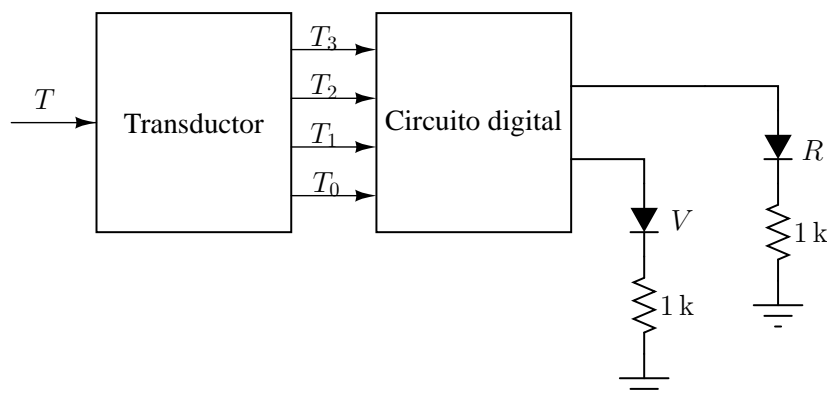 T
Transductor
T₃
T₂
T₁
T₀
Circuito digital
R
1 k
V
1 k